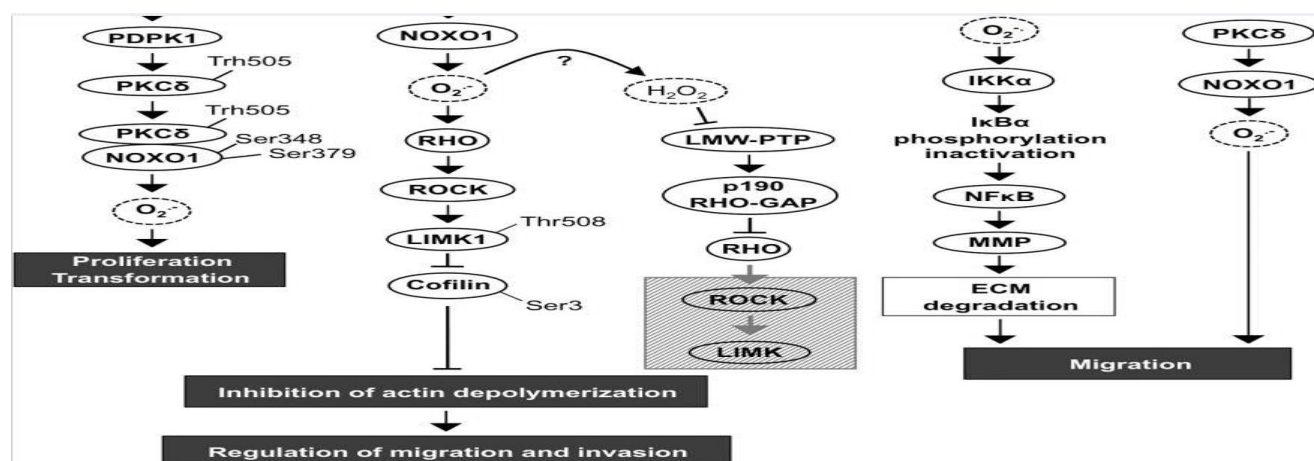 PDPK1
Trh505
PKCδ
Trh505
PKCδ
Ser348
NOXO1
Ser379
O₂·-
Proliferation
Transformation
NOXO1
?
O₂·-
H₂O₂
RHO
LMW-PTP
ROCK
p190
RHO-GAP
Thr508
LIMK1
RHO
Cofilin
Ser3
ROCK
LIMK
Inhibition of actin depolymerization
Regulation of migration and invasion
O₂·-
IKKα
IκBα
phosphorylation
inactivation
NFκB
MMP
ECM
degradation
PKCδ
NOXO1
O₂·-
Migration